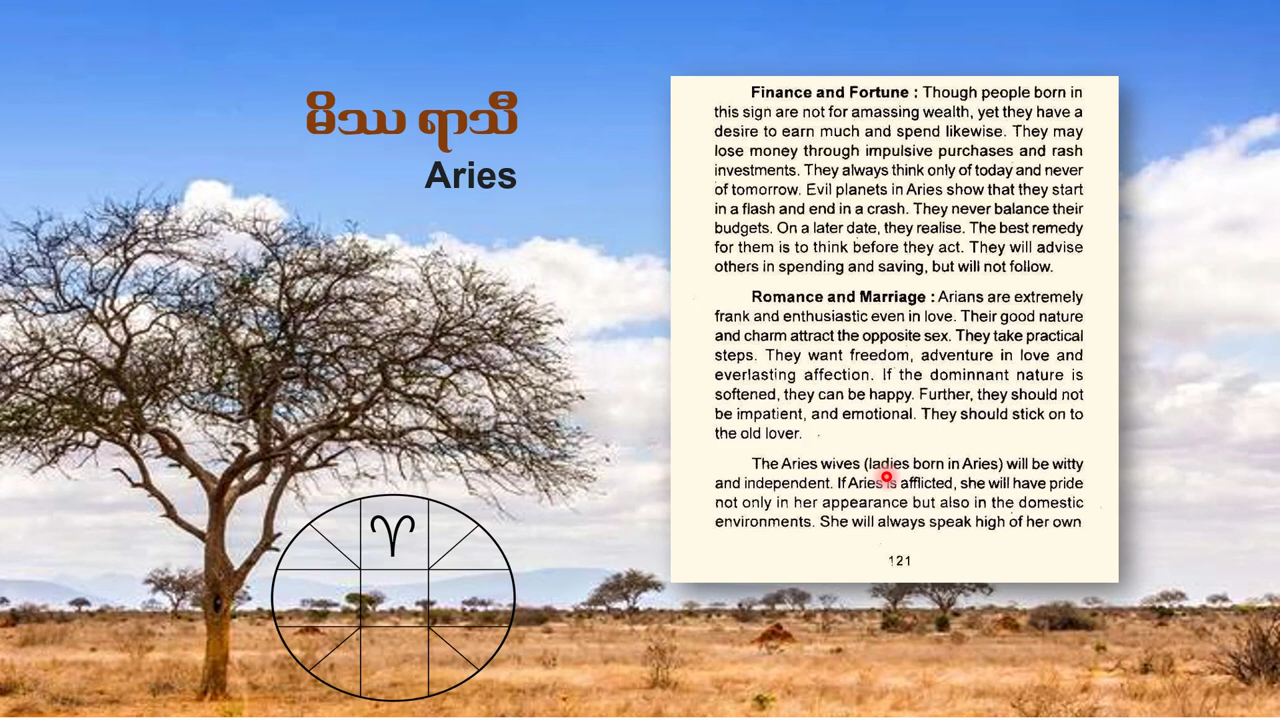 မိဿ ရာသီ
Aries
Finance and Fortune : Though people born in
this sign are not for amassing wealth, yet they have a
desire to earn much and spend likewise. They may
lose money through impulsive purchases and rash
investments. They always think only of today and never
of tomorrow. Evil planets in Aries show that they start
in a flash and end in a crash. They never balance their
budgets. On a later date, they realise. The best remedy
for them is to think before they act. They will advise
others in spending and saving, but will not follow.
Romance and Marriage : Arians are extremely
frank and enthusiastic even in love. Their good nature
and charm attract the opposite sex. They take practical
steps. They want freedom, adventure in love and
everlasting affection. If the dominnant nature is
softened, they can be happy. Further, they should not
be impatient, and emotional. They should stick on to
the old lover.
The Aries wives (ladies born in Aries) will be witty
and independent. If Aries is afflicted, she will have pride
not only in her appearance but also in the domestic
environments. She will always speak high of her own
121
♈